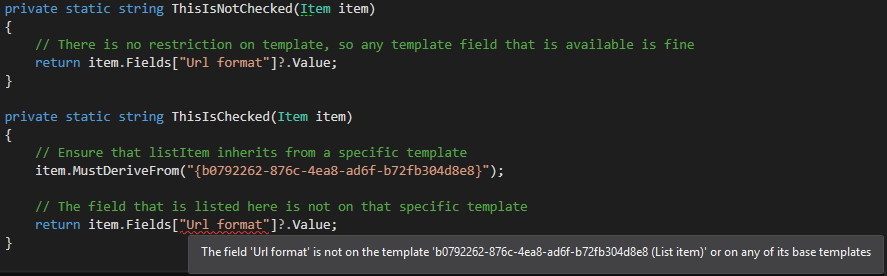 private static string ThisIsNotChecked(Item item)
{
// There is no restriction on template, so any template field that is available is fine
return item.Fields["Url format"]?.Value;
}
private static string ThisIsChecked(Item item)
{
// Ensure that listItem inherits from a specific template
item.MustDeriveFrom("{b0792262-876c-4ea8-ad6f-b72fb304d8e8}");
// The field that is listed here is not on that specific template
return item.Fields["Url format"]?.Value;
}
The field 'Url format' is not on the template 'b0792262-876c-4ea8-ad6f-b72fb304d8e8 (List item)' or on any of its base templates